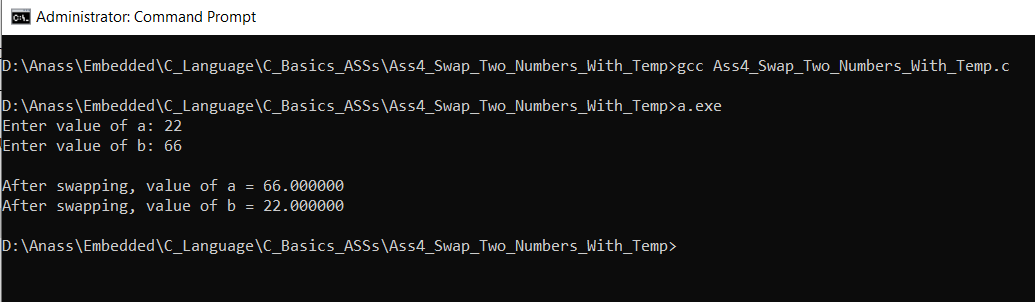 Administrator: Command Prompt
D:\Anass\Embedded\C_Language\C_Basics_ASSs\Ass4_Swap_Two_Numbers_With_Temp>gcc Ass4_Swap_Two_Numbers_With_Temp.c
D:\Anass\Embedded\C_Language\C_Basics_ASSs\Ass4_Swap_Two_Numbers_With_Temp>a.exe
Enter value of a: 22
Enter value of b: 66
After swapping, value of a = 66.000000
After swapping, value of b = 22.000000
D:\Anass\Embedded\C_Language\C_Basics_ASSs\Ass4_Swap_Two_Numbers_With_Temp>